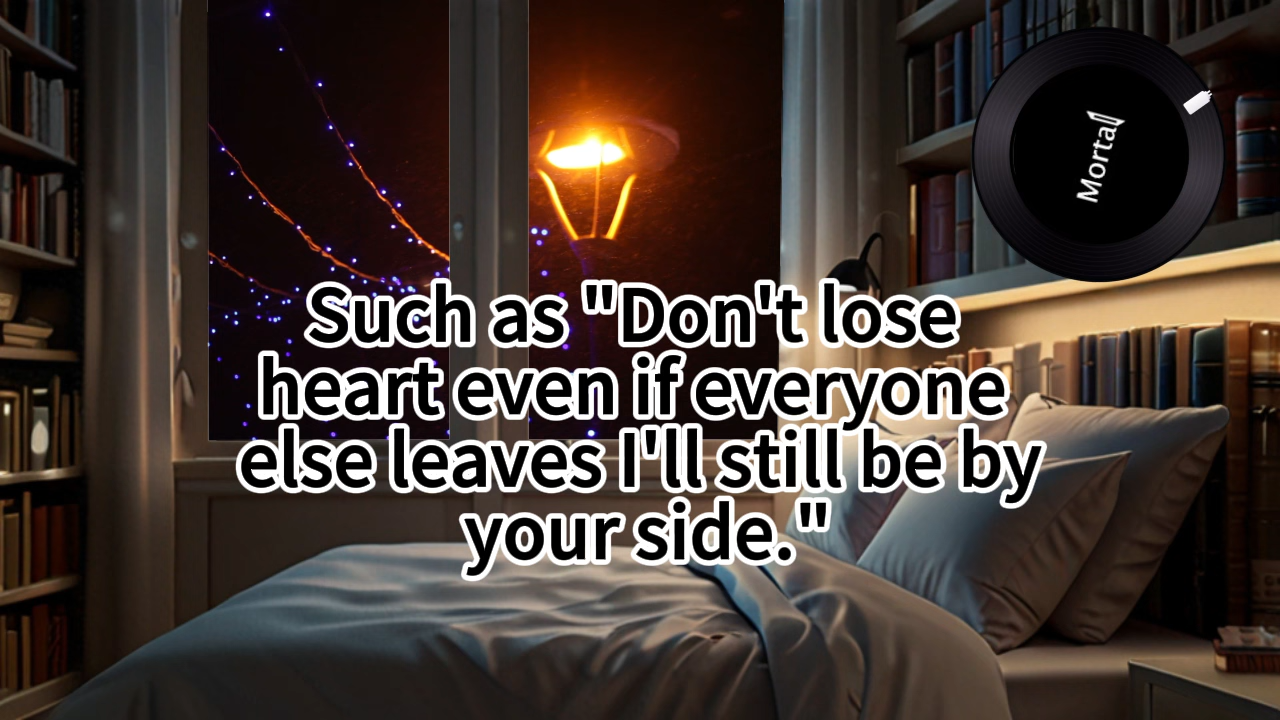 Mortal
Such as "Don't lose
heart even if everyone
else leaves I'll still be by
your side."